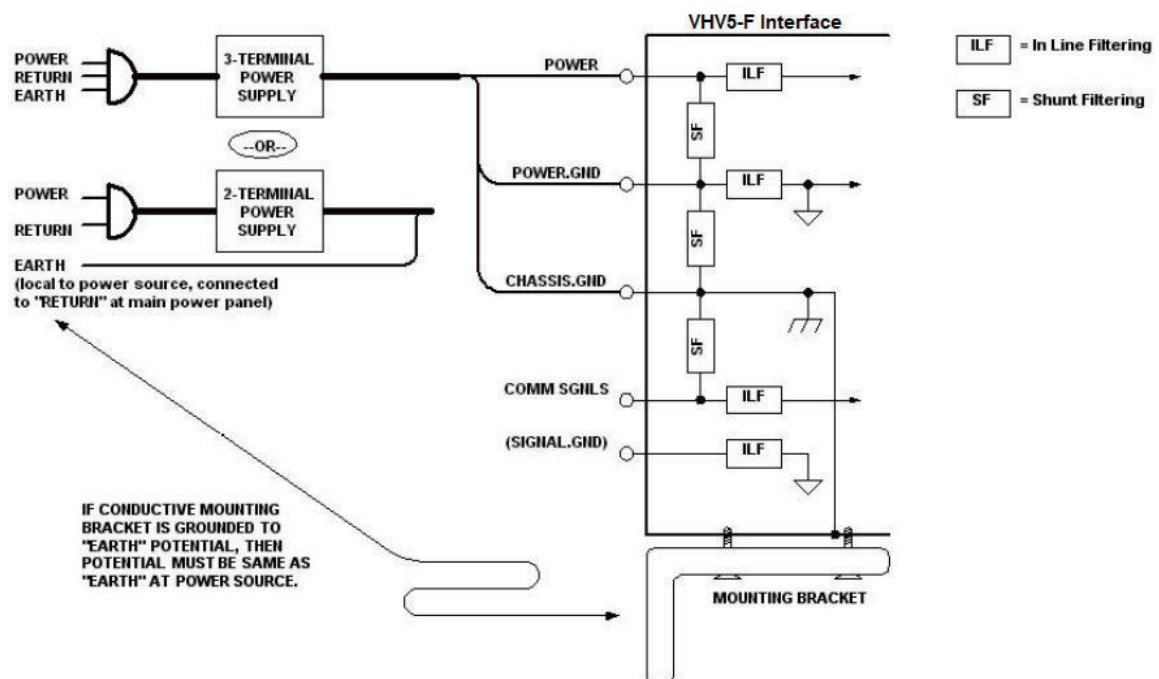 VHV5-F Interface
POWER
RETURN
EARTH
3-TERMINAL
POWER
SUPPLY
--OR--
POWER
RETURN
2-TERMINAL
POWER
SUPPLY
EARTH
(local to power source, connected
to "RETURN" at main power panel)
POWER
POWER.GND
CHASSIS.GND
COMM SGNLS
(SIGNAL.GND)
ILF
SF
ILF
SF
SF
ILF
ILF
ILF = In Line Filtering
SF = Shunt Filtering
IF CONDUCTIVE MOUNTING
BRACKET IS GROUNDED TO
"EARTH" POTENTIAL, THEN
POTENTIAL MUST BE SAME AS
"EARTH" AT POWER SOURCE.
MOUNTING BRACKET